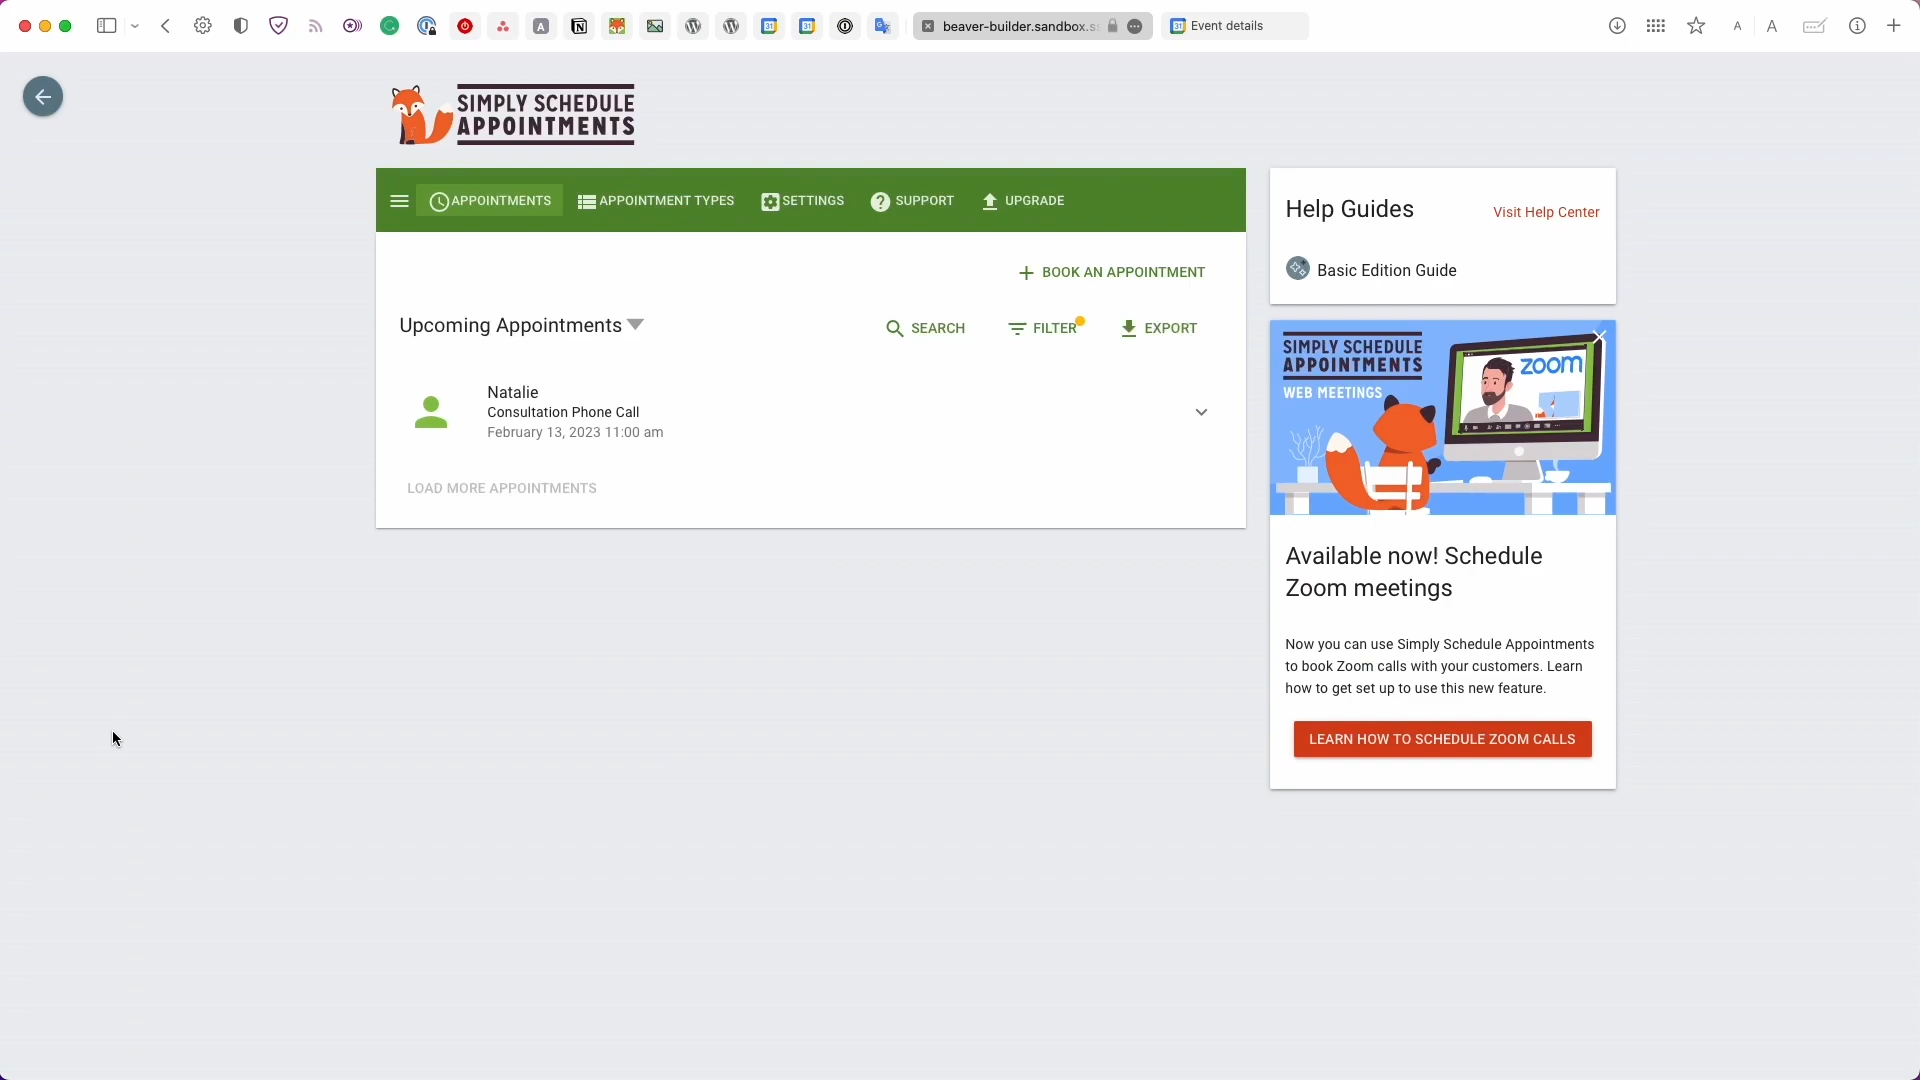 beaver-builder.sandbox.s
Event details
SIMPLY SCHEDULE
APPOINTMENTS
APPOINTMENTS
APPOINTMENT TYPES
SETTINGS
SUPPORT
UPGRADE
BOOK AN APPOINTMENT
Upcoming Appointments
SEARCH
FILTER
EXPORT
Natalie
Consultation Phone Call
February 13, 2023 11:00 am
LOAD MORE APPOINTMENTS
Help Guides
Visit Help Center
Basic Edition Guide
SIMPLY SCHEDULE
APPOINTMENTS
WEB MEETINGS
zoom
Available now! Schedule
Zoom meetings
Now you can use Simply Schedule Appointments
to book Zoom calls with your customers. Learn
how to get set up to use this new feature.
LEARN HOW TO SCHEDULE ZOOM CALLS